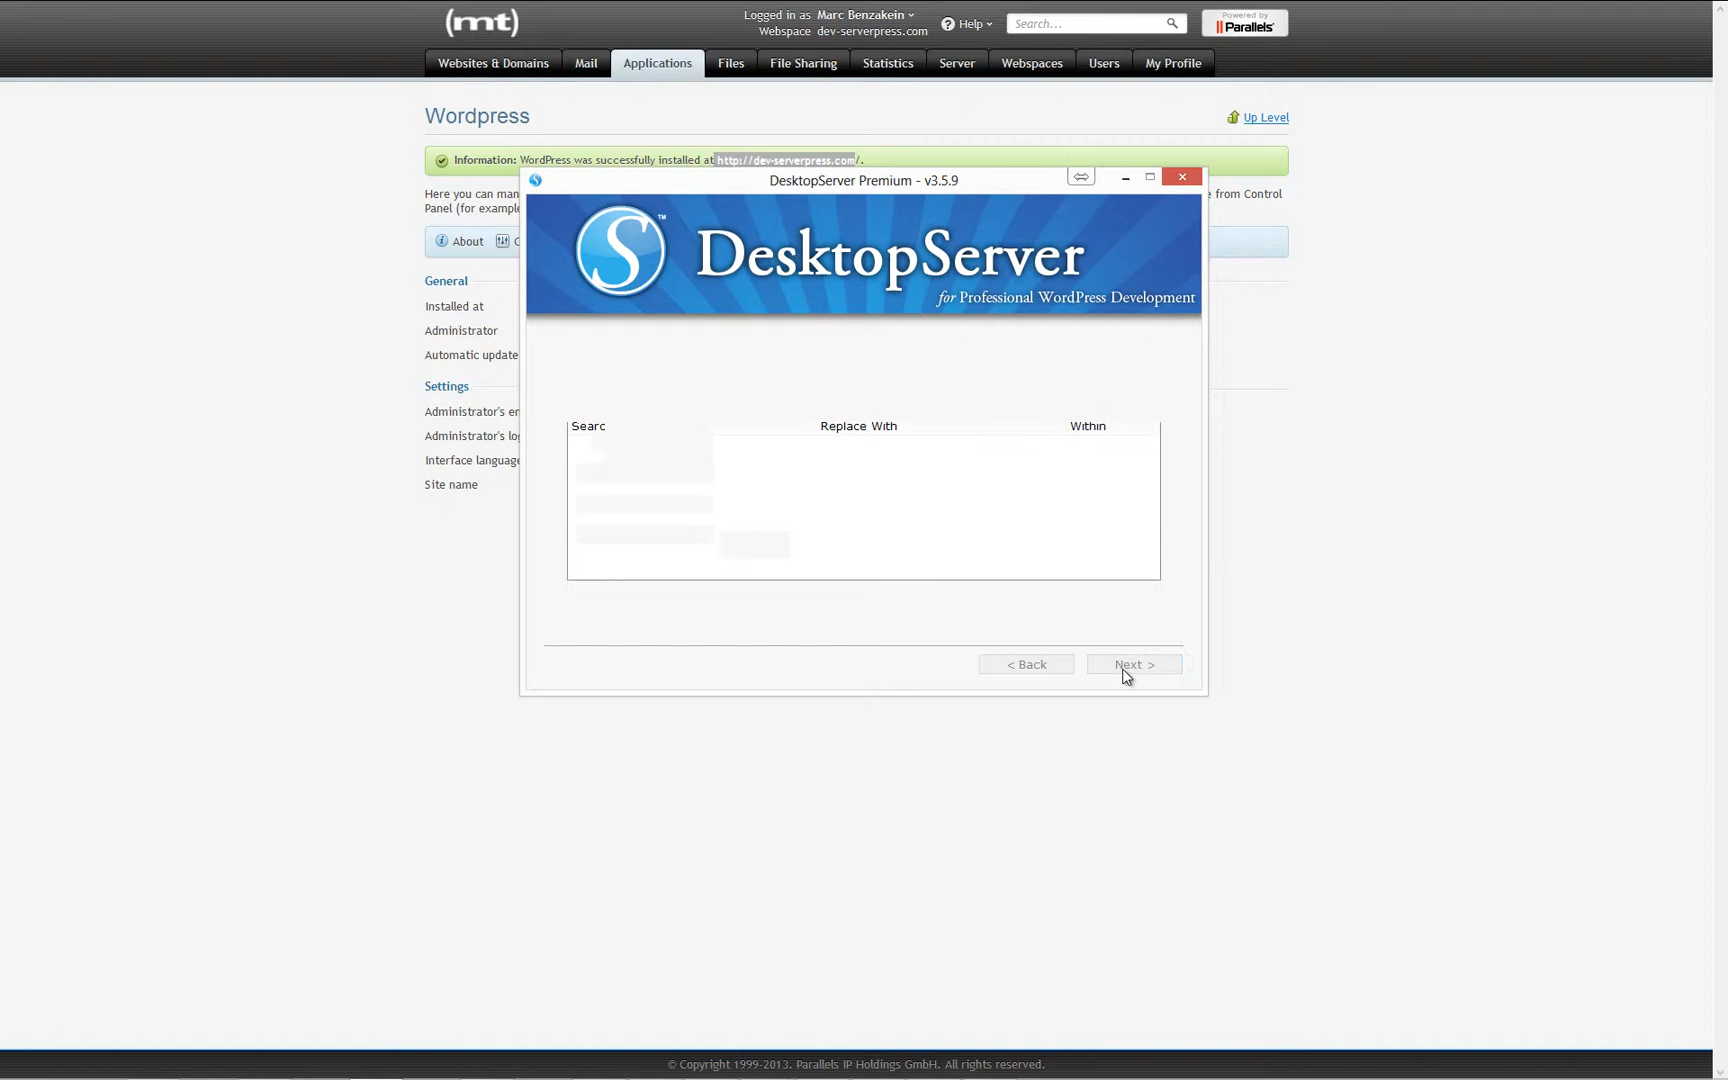 (mt)
Logged in as Marc Benzakein
Webspace dev-serverpress.com
Help
Search...
Powered by
Parallels
Websites & Domains
Mail
Applications
Files
File Sharing
Statistics
Server
Webspaces
Users
My Profile
Wordpress
Up Level
Information: WordPress was successfully installed at http://dev-serverpress.com/.
Here you can man
e from Control
Panel (for example
About
General
Installed at
Administrator
Automatic update
Settings
Administrator's en
Administrator's log
Interface language
Site name
DesktopServer Premium - v3.5.9
S
TM
DesktopServer
for Professional WordPress Development
Searc
Replace With
Within
< Back
Next >
© Copyright 1999-2013. Parallels IP Holdings GmbH. All rights reserved.